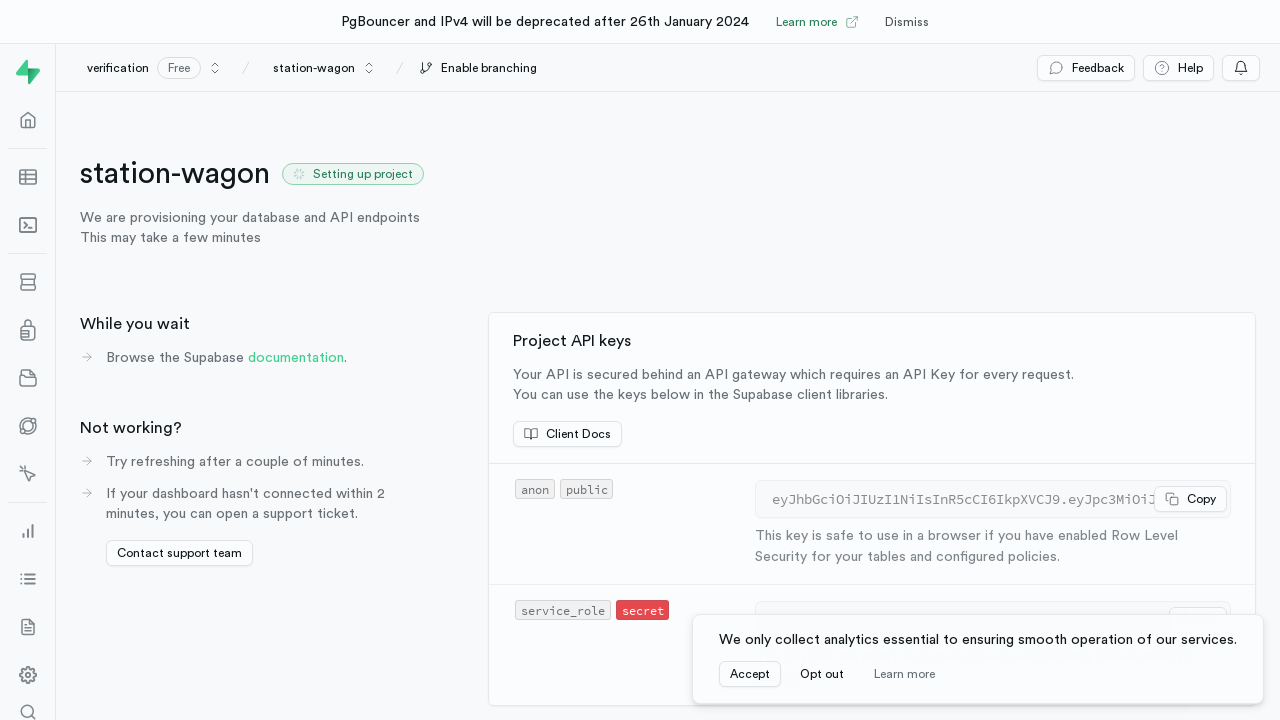 PgBouncer and IPv4 will be deprecated after 26th January 2024 Learn more Dismiss
verification Free / station-wagon / Enable branching Feedback Help
station-wagon Setting up project
We are provisioning your database and API endpoints
This may take a few minutes
While you wait
Browse the Supabase documentation.
Not working?
Try refreshing after a couple of minutes.
If your dashboard hasn't connected within 2
minutes, you can open a support ticket.
Contact support team
Project API keys
Your API is secured behind an API gateway which requires an API Key for every request.
You can use the keys below in the Supabase client libraries.
Client Docs
anon public eyJhbGciOiJIUzI1NiIsInR5cCI6IkpXVCJ9.eyJpc3MiOiJ Copy
This key is safe to use in a browser if you have enabled Row Level
Security for your tables and configured policies.
service_role secret
We only collect analytics essential to ensuring smooth operation of our services.
Accept Opt out Learn more